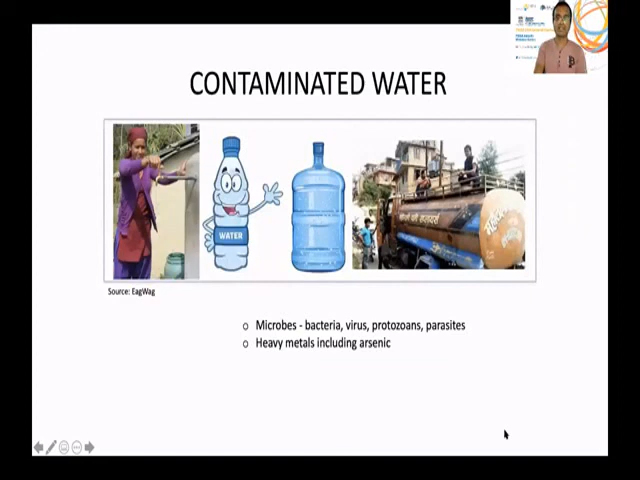 CONTAMINATED WATER
WATER
Source: EagWag
○ Microbes - bacteria, virus, protozoans, parasites
○ Heavy metals including arsenic